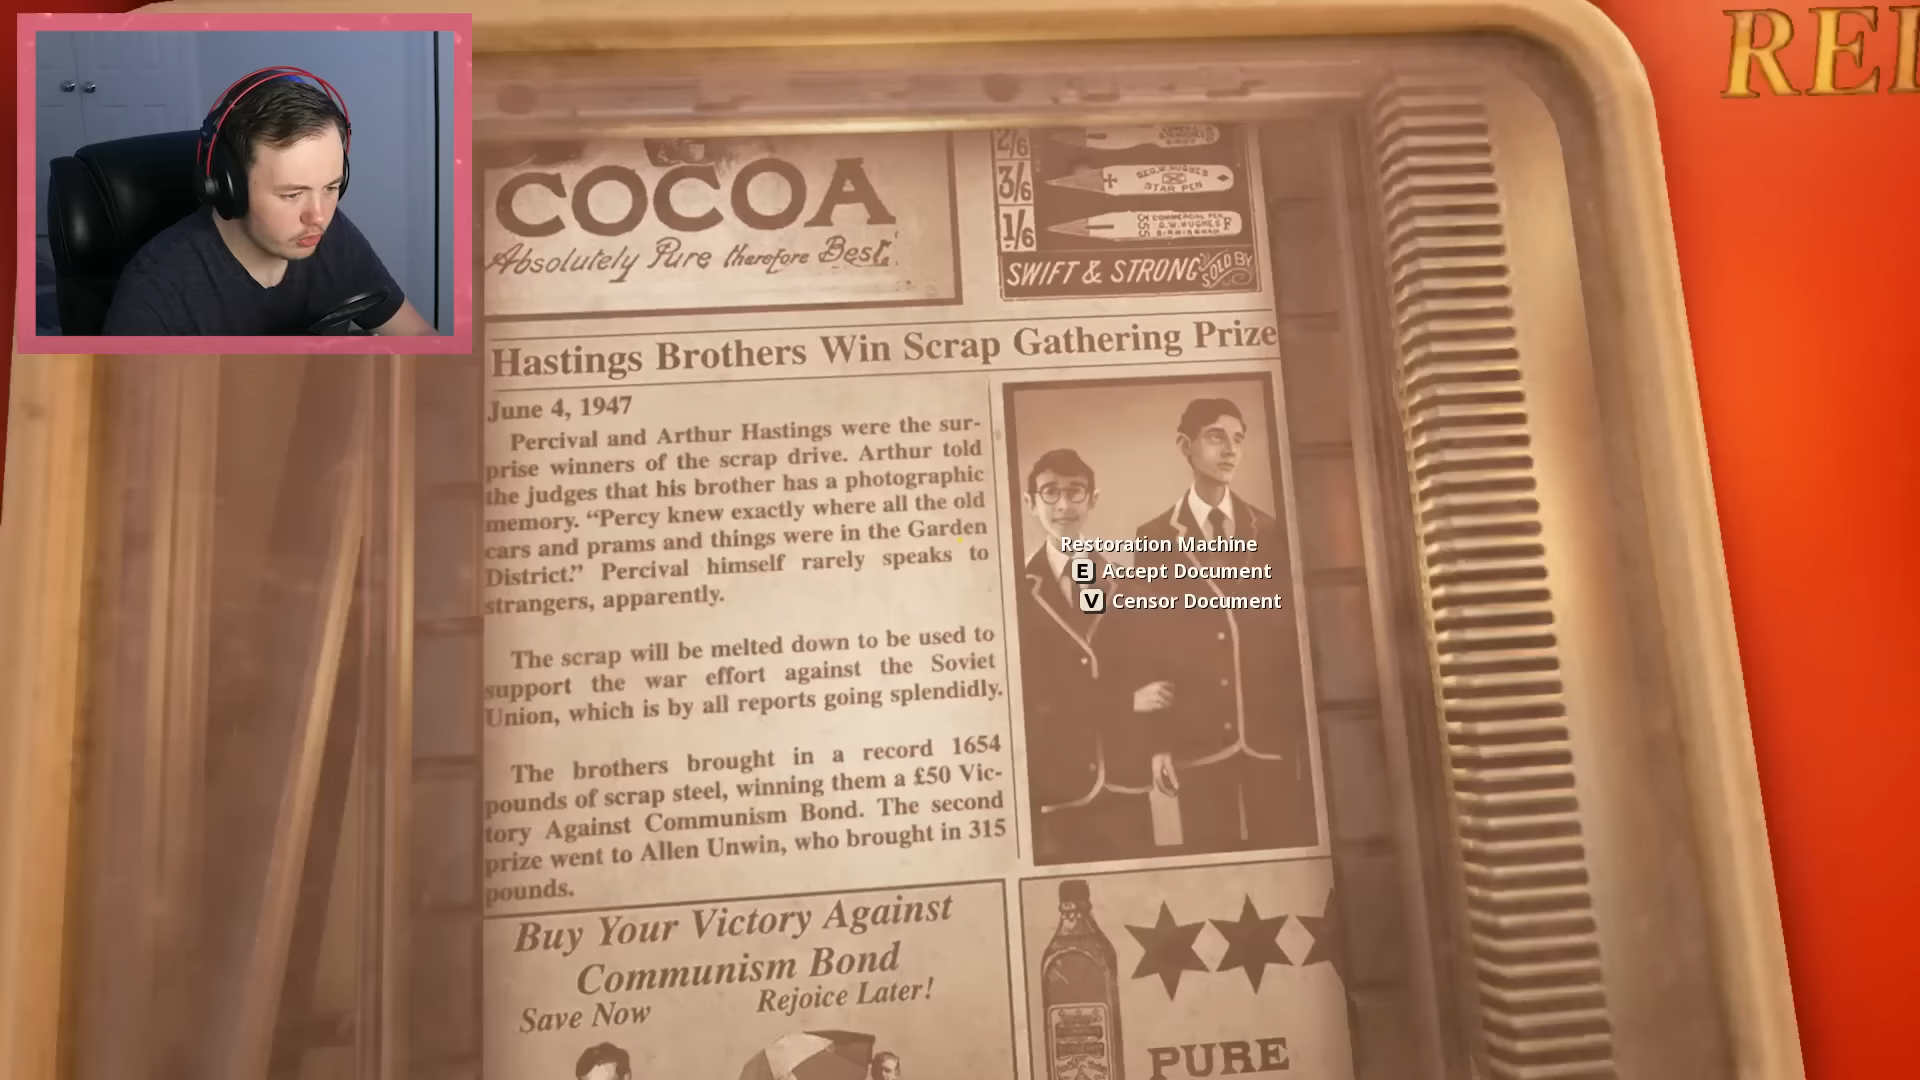 RE
COCOA
Absolutely Pure therefore Best.
2/6
3/6
GEO. W. HUGHES
STAR PEN
1/6
COMMERCIAL PEN
G.W. HUGHES F
BIRMINGHAM
SWIFT & STRONG
SOLD BY
Hastings Brothers Win Scrap Gathering Prize
June 4, 1947
Percival and Arthur Hastings were the sur-
prise winners of the scrap drive. Arthur told
the judges that his brother has a photographic
memory. “Percy knew exactly where all the old
cars and prams and things were in the Garden
District.” Percival himself rarely speaks to
strangers, apparently.
The scrap will be melted down to be used to
support the war effort against the Soviet
Union, which is by all reports going splendidly.
The brothers brought in a record 1654
pounds of scrap steel, winning them a £50 Vic-
tory Against Communism Bond. The second
prize went to Allen Unwin, who brought in 315
pounds.
Restoration Machine
E Accept Document
V Censor Document
Buy Your Victory Against
Communism Bond
Save Now
Rejoice Later!
PURE